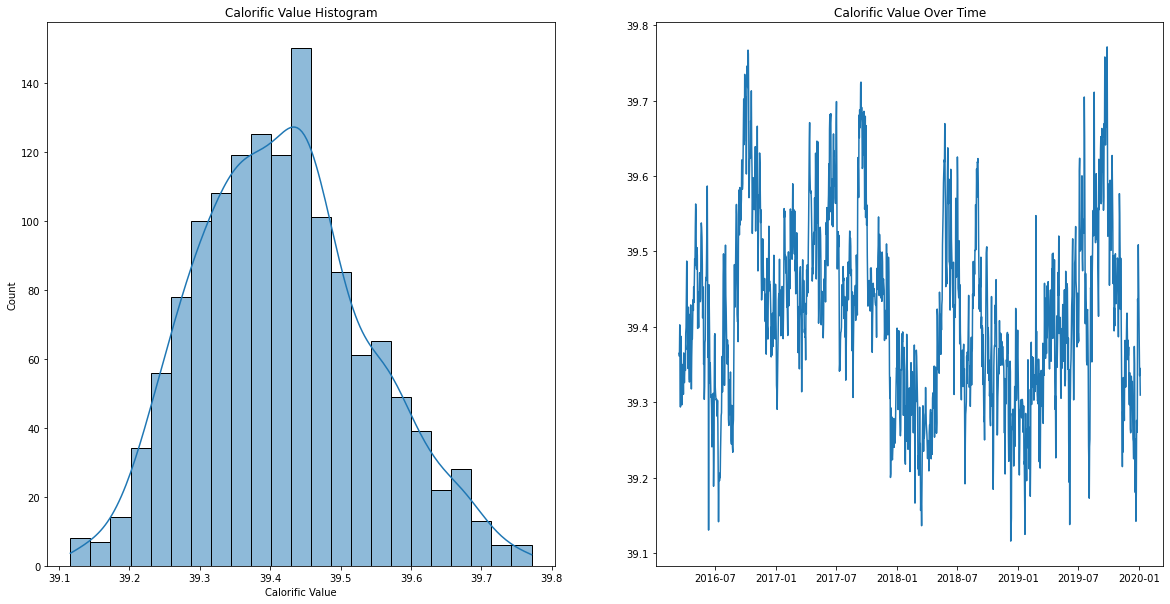 Calorific Value Histogram
140
120
100
80
60
40
20
0
Count
39.1 39.2 39.3 39.4 39.5 39.6 39.7 39.8
Calorific Value
Calorific Value Over Time
39.8
39.7
39.6
39.5
39.4
39.3
39.2
39.1
2016-07 2017-01 2017-07 2018-01 2018-07 2019-01 2019-07 2020-01